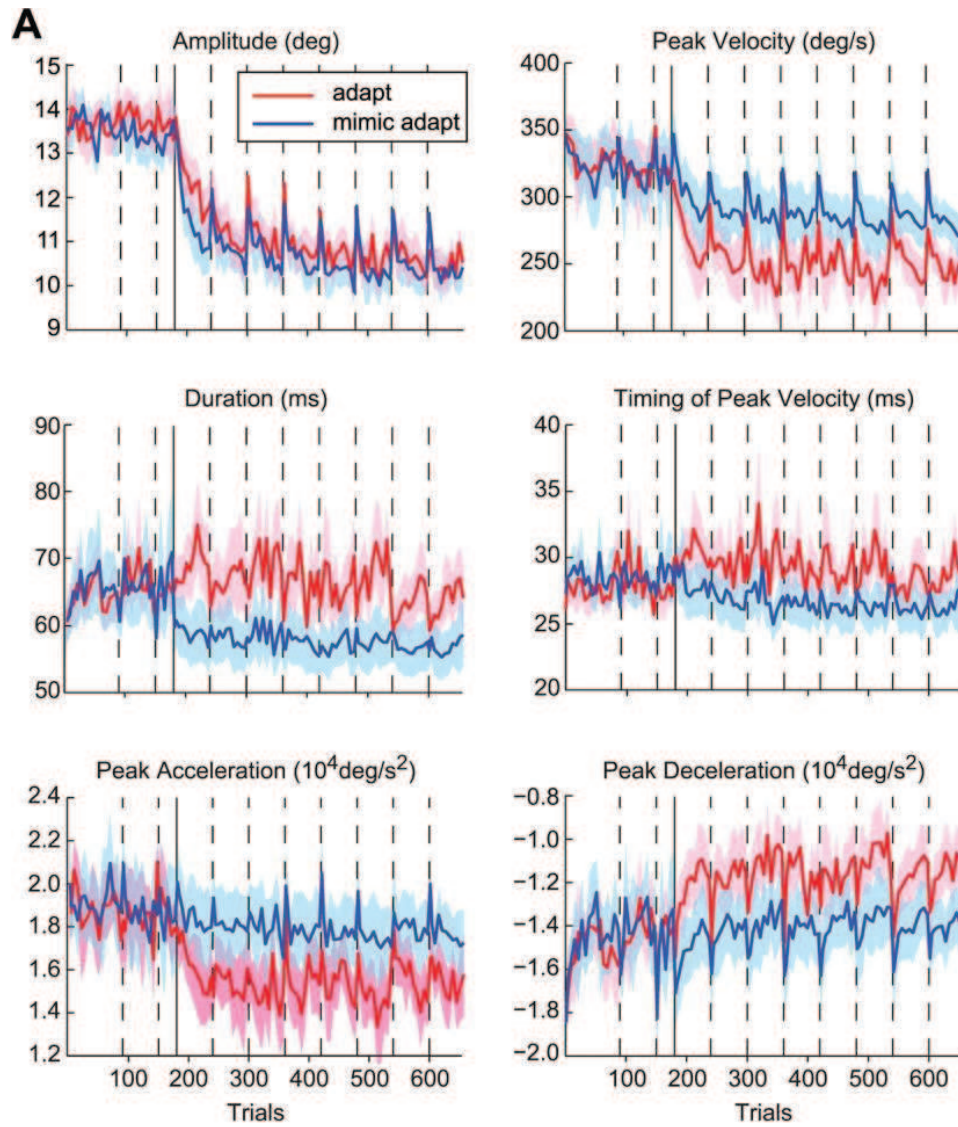 A
Amplitude (deg)
15
14
13
12
11
10
9
adapt
mimic adapt
Peak Velocity (deg/s)
400
350
300
250
200
Duration (ms)
90
80
70
60
50
Timing of Peak Velocity (ms)
40
35
30
25
20
Peak Acceleration (10⁴deg/s²)
2.4
2.2
2.0
1.8
1.6
1.4
1.2
100 200 300 400 500 600
Trials
Peak Deceleration (10⁴deg/s²)
−0.8
−1.0
−1.2
−1.4
−1.6
−1.8
−2.0
100 200 300 400 500 600
Trials